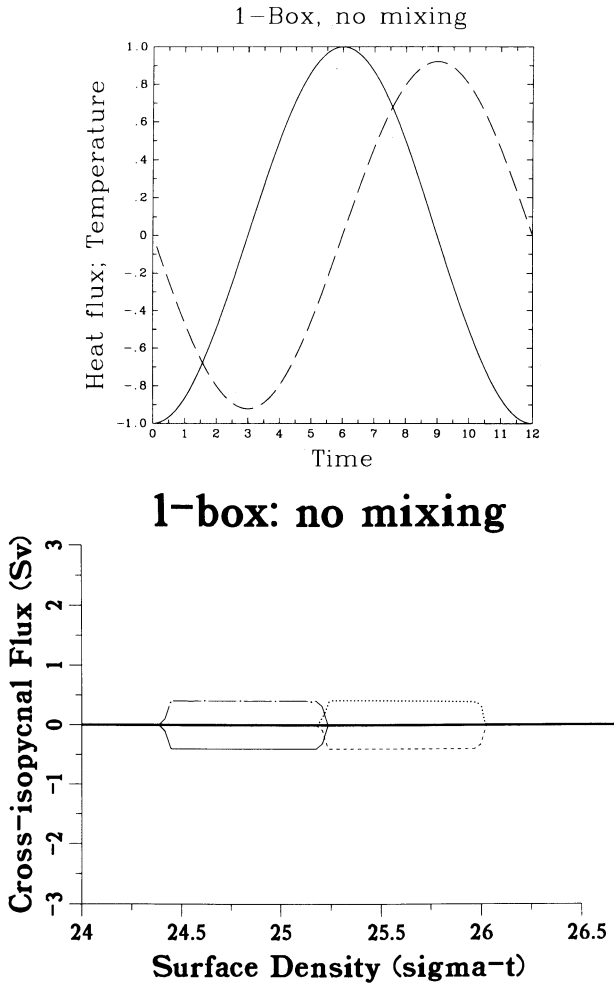 1-Box, no mixing
Heat flux; Temperature
1.0
.8
.6
.4
.2
0
-.2
-.4
-.6
-.8
-1.0
0 1 2 3 4 5 6 7 8 9 10 11 12
Time
1-box: no mixing
Cross-isopycnal Flux (Sv)
3
2
1
0
-1
-2
-3
24 24.5 25 25.5 26 26.5
Surface Density (sigma-t)